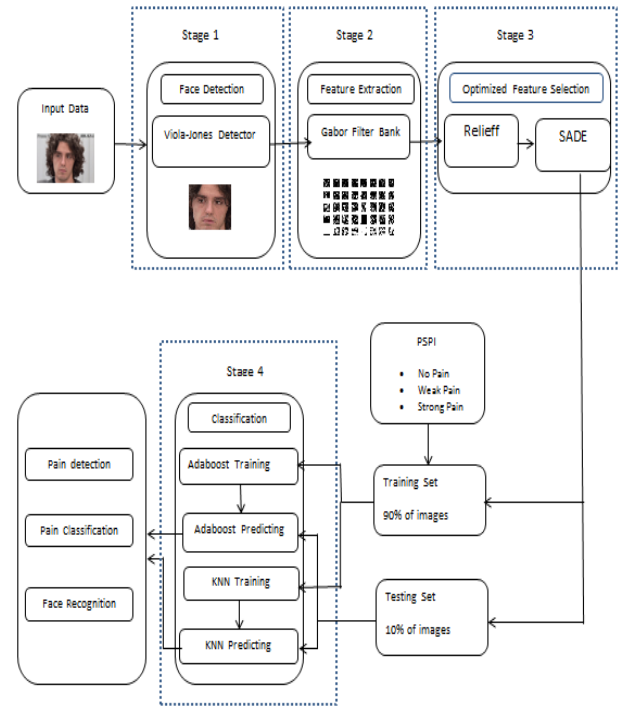 Stage 1
Stage 2
Stage 3
Input Data
Face Detection
Viola-Jones Detector
Feature Extraction
Gabor Filter Bank
Optimized Feature Selection
Relieff
SADE
PSPI
• No Pain
• Weak Pain
• Strong Pain
Stage 4
Classification
Adaboost Training
Adaboost Predicting
KNN Training
KNN Predicting
Training Set
90% of images
Testing Set
10% of images
Pain detection
Pain Classification
Face Recognition